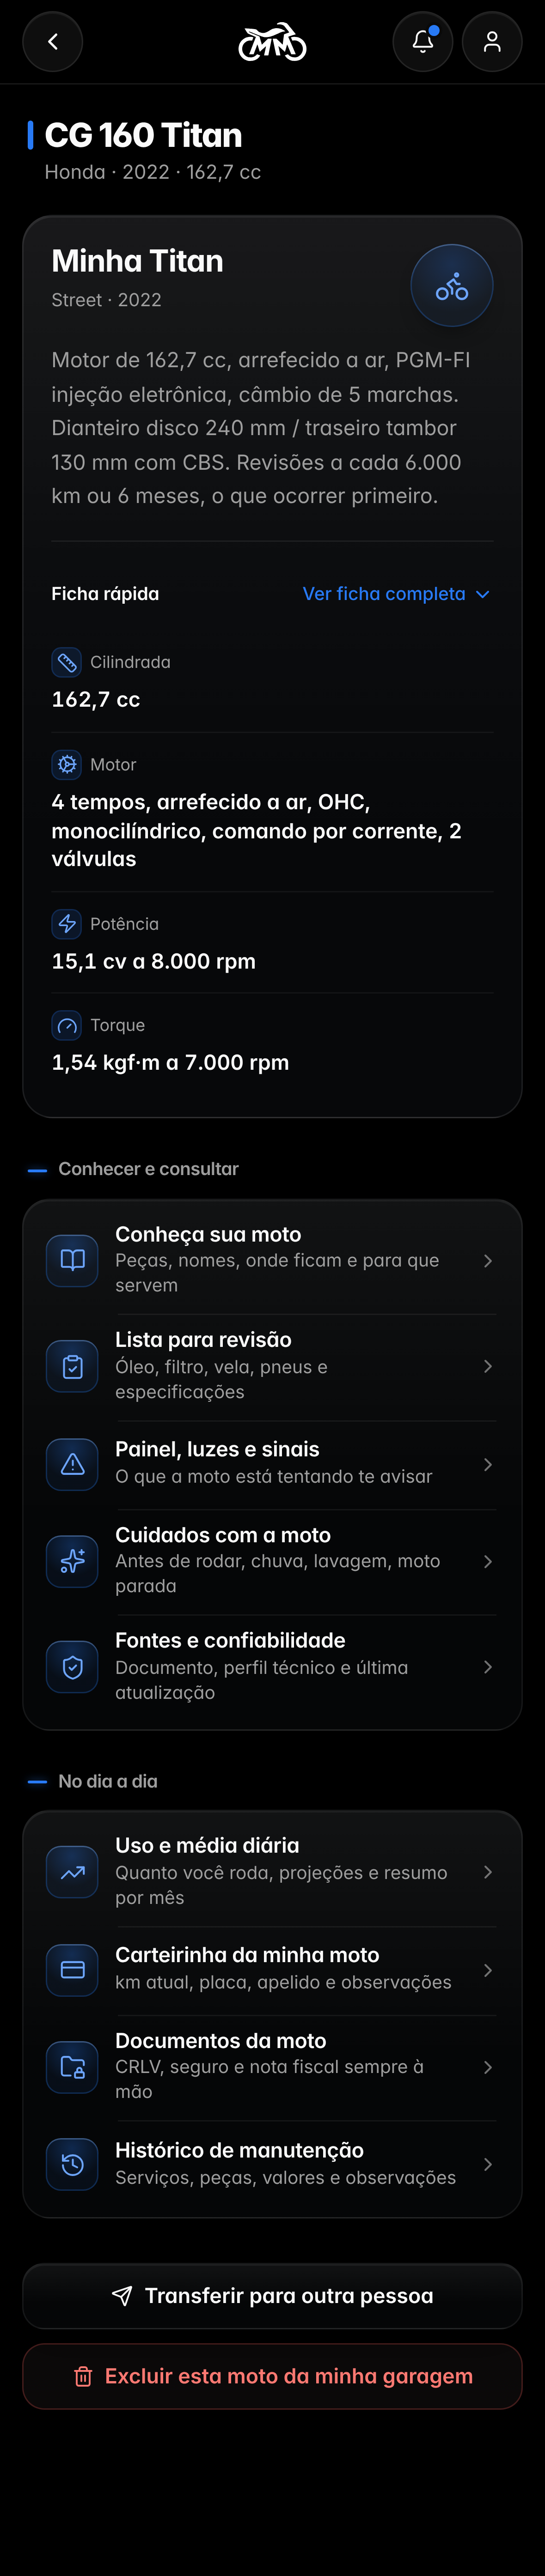 MM
CG 160 Titan
Honda · 2022 · 162,7 cc
Minha Titan
Street · 2022
Motor de 162,7 cc, arrefecido a ar, PGM-FI
injeção eletrônica, câmbio de 5 marchas.
Dianteiro disco 240 mm / traseiro tambor
130 mm com CBS. Revisões a cada 6.000
km ou 6 meses, o que ocorrer primeiro.
Ficha rápida
Ver ficha completa
Cilindrada
162,7 cc
Motor
4 tempos, arrefecido a ar, OHC,
monocilíndrico, comando por corrente, 2
válvulas
Potência
15,1 cv a 8.000 rpm
Torque
1,54 kgf·m a 7.000 rpm
Conhecer e consultar
Conheça sua moto
Peças, nomes, onde ficam e para que
servem
Lista para revisão
Óleo, filtro, vela, pneus e
especificações
Painel, luzes e sinais
O que a moto está tentando te avisar
Cuidados com a moto
Antes de rodar, chuva, lavagem, moto
parada
Fontes e confiabilidade
Documento, perfil técnico e última
atualização
No dia a dia
Uso e média diária
Quanto você roda, projeções e resumo
por mês
Carteirinha da minha moto
km atual, placa, apelido e observações
Documentos da moto
CRLV, seguro e nota fiscal sempre à
mão
Histórico de manutenção
Serviços, peças, valores e observações
Transferir para outra pessoa
Excluir esta moto da minha garagem